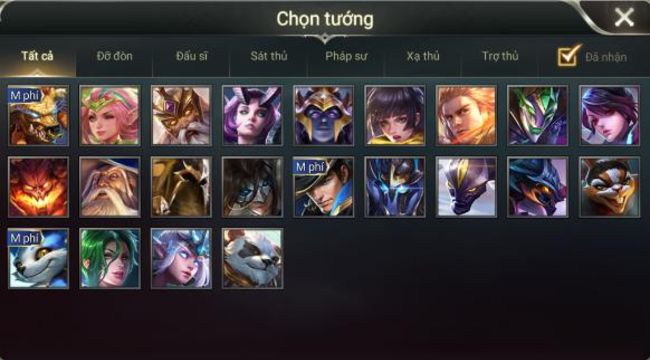 Chọn tướng
Tất cả Đỡ đòn Đấu sĩ Sát thủ Pháp sư Xạ thủ Trợ thủ Đã nhận
M phí
M phí
M phí